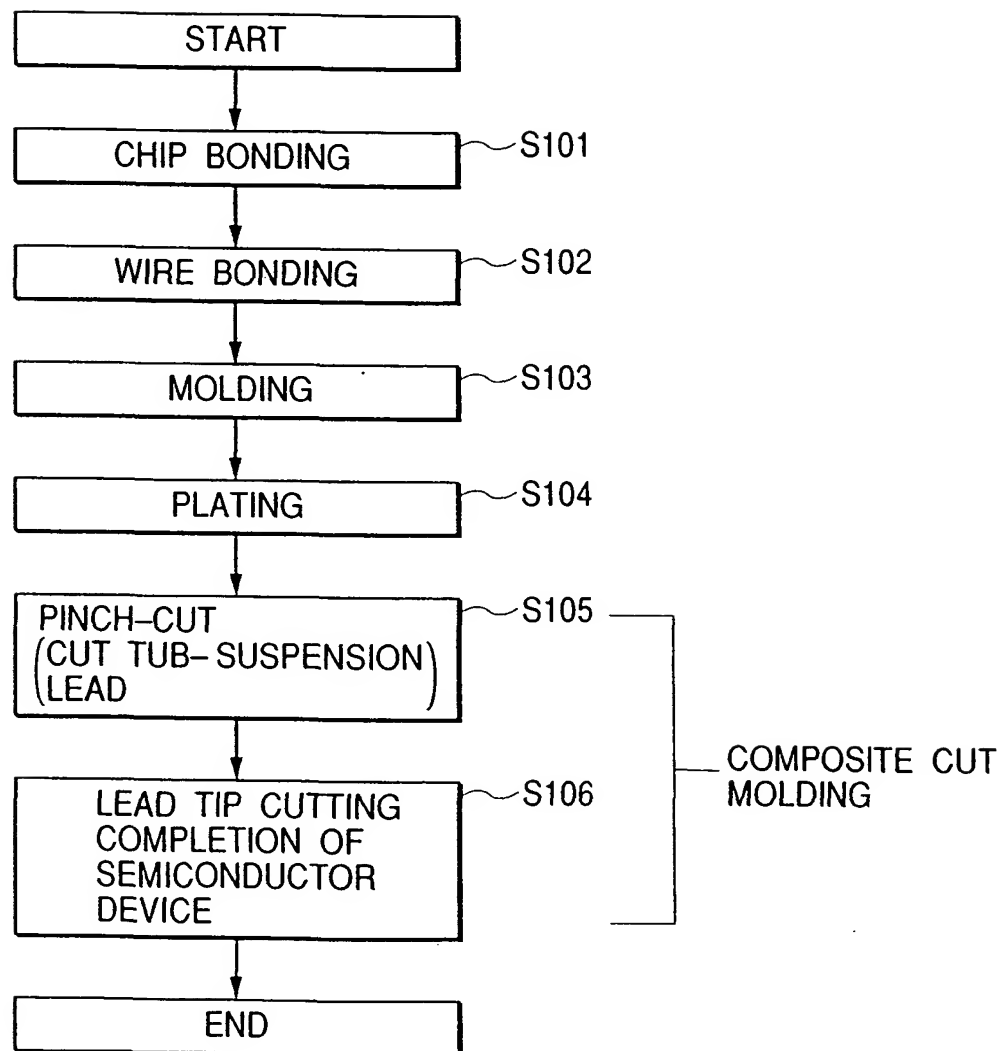 START
CHIP BONDING
S101
WIRE BONDING
S102
MOLDING
S103
PLATING
S104
PINCH-CUT
(CUT TUB-SUSPENSION
LEAD)
S105
LEAD TIP CUTTING
COMPLETION OF
SEMICONDUCTOR
DEVICE
S106
COMPOSITE CUT
MOLDING
END